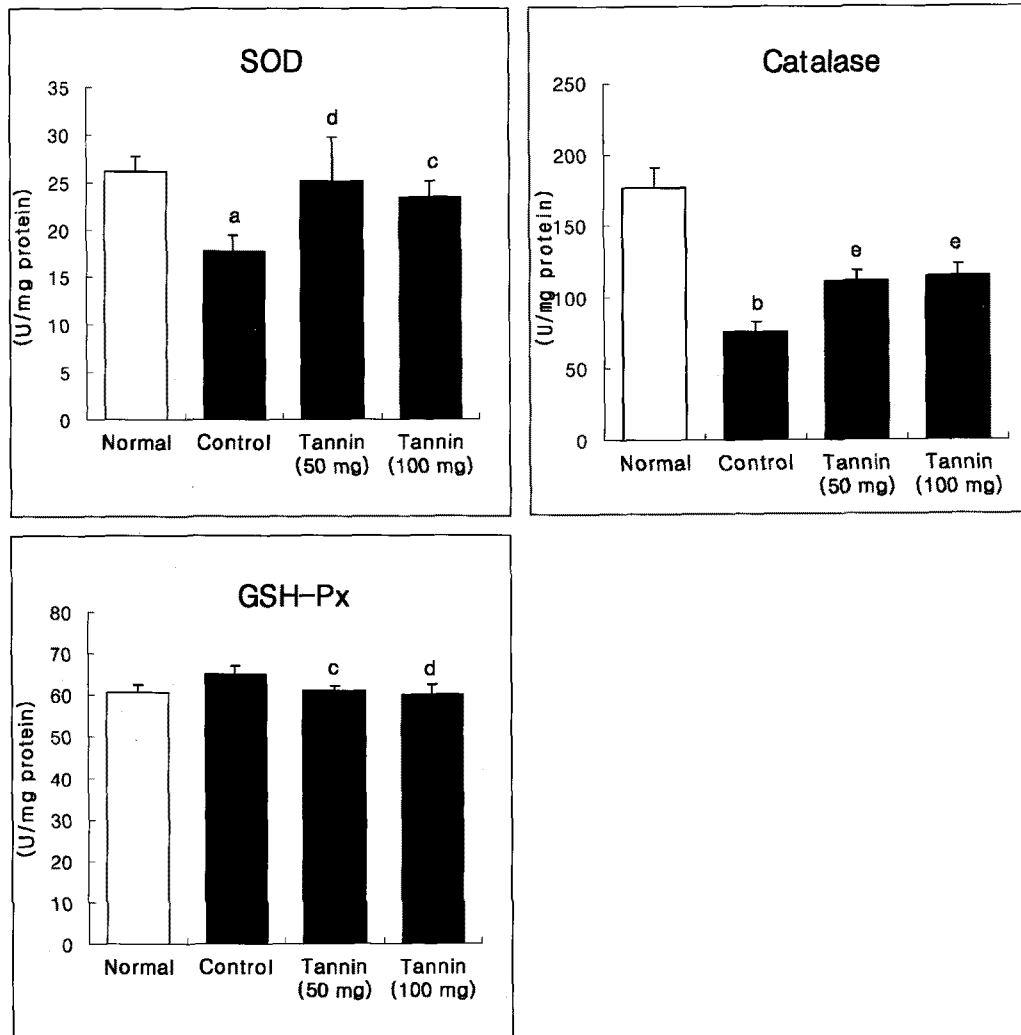 SOD
35
30
25
20
15
10
5
0
(U/mg protein)
a
d
c
Normal Control Tannin Tannin
(50 mg) (100 mg)
Catalase
250
200
150
100
50
0
(U/mg protein)
b
e
e
Normal Control Tannin Tannin
(50 mg) (100 mg)
GSH-Px
80
70
60
50
40
30
20
10
0
(U/mg protein)
c
d
Normal Control Tannin Tannin
(50 mg) (100 mg)